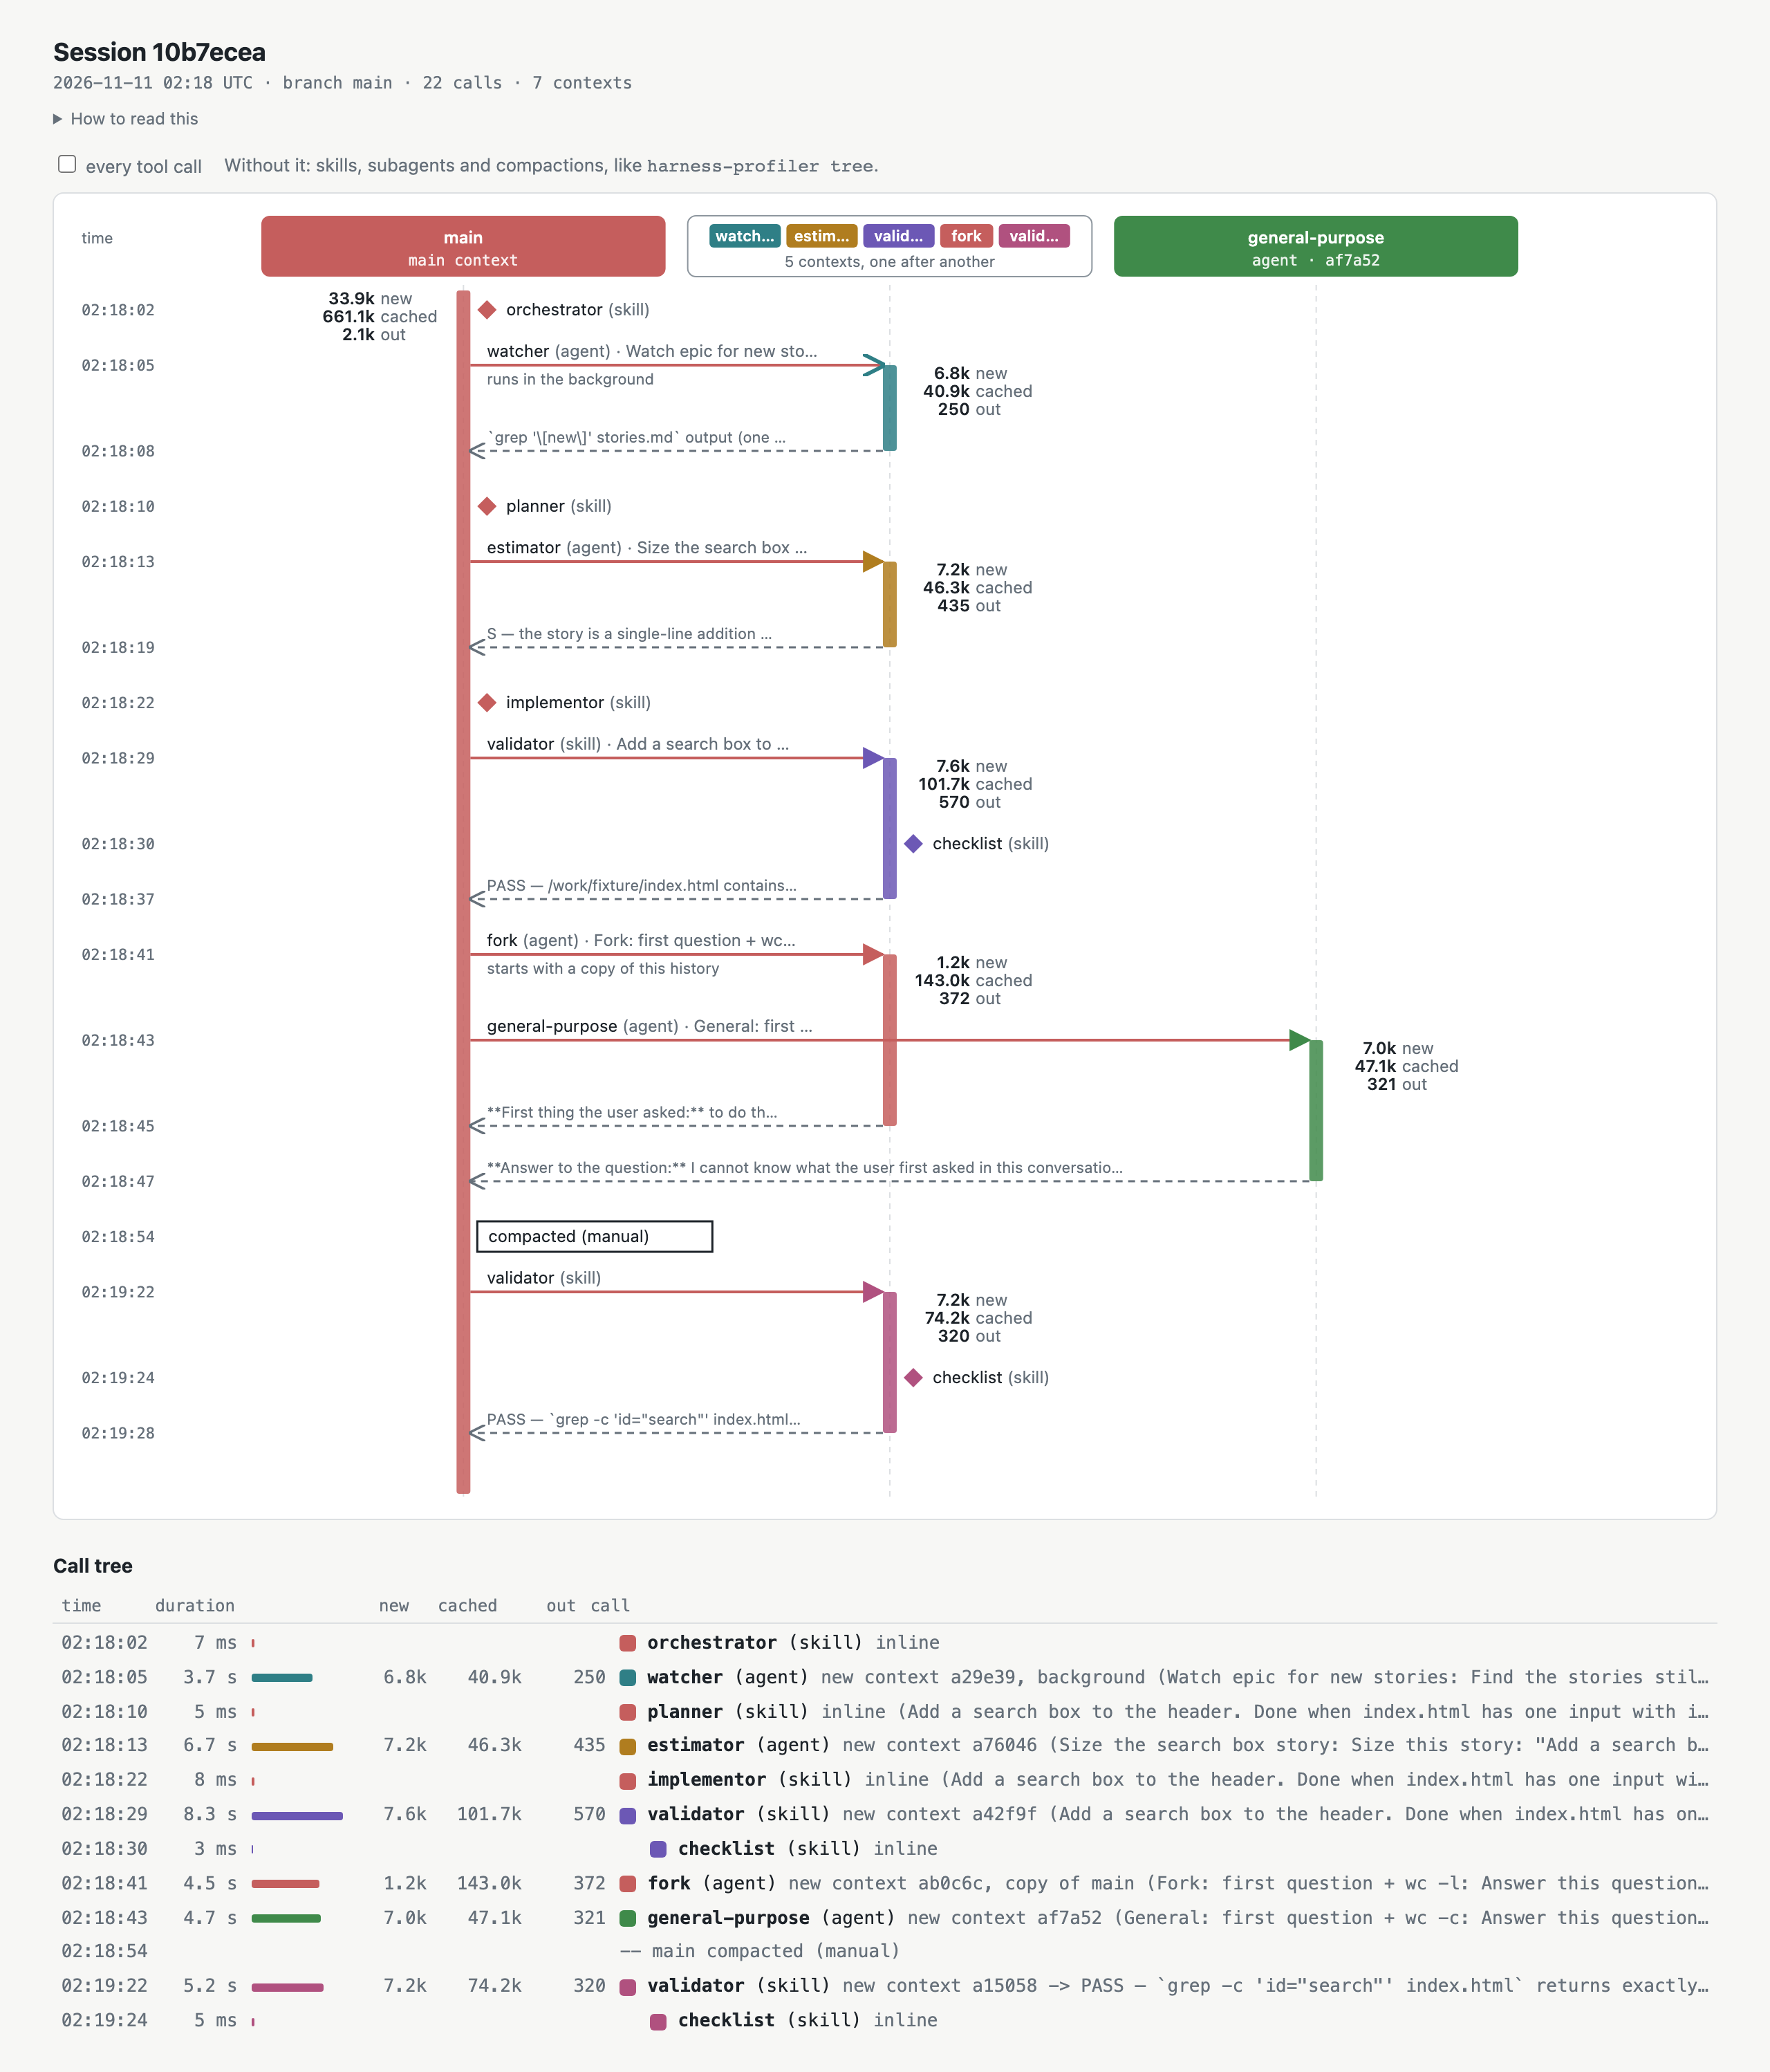 Session 10b7ecea
2026-11-11 02:18 UTC · branch main · 22 calls · 7 contexts
▶ How to read this
every tool call Without it: skills, subagents and compactions, like harness-profiler tree.
time
main
main context
watch... estim... valid... fork valid...
5 contexts, one after another
general-purpose
agent · af7a52
33.9k new
661.1k cached
2.1k out
02:18:02 orchestrator (skill)
watcher (agent) · Watch epic for new sto...
02:18:05
runs in the background
6.8k new
40.9k cached
250 out
`grep '\[new\]' stories.md` output (one ...
02:18:08
02:18:10 planner (skill)
estimator (agent) · Size the search box ...
02:18:13
7.2k new
46.3k cached
435 out
S — the story is a single-line addition ...
02:18:19
02:18:22 implementor (skill)
validator (skill) · Add a search box to ...
02:18:29
7.6k new
101.7k cached
570 out
02:18:30 checklist (skill)
PASS — /work/fixture/index.html contains...
02:18:37
fork (agent) · Fork: first question + wc...
02:18:41
starts with a copy of this history
1.2k new
143.0k cached
372 out
general-purpose (agent) · General: first ...
02:18:43
7.0k new
47.1k cached
321 out
**First thing the user asked:** to do th...
02:18:45
**Answer to the question:** I cannot know what the user first asked in this conversatio...
02:18:47
02:18:54 compacted (manual)
validator (skill)
02:19:22
7.2k new
74.2k cached
320 out
02:19:24 checklist (skill)
PASS — `grep -c 'id="search"' index.html...
02:19:28
Call tree
time duration new cached out call
02:18:02 7 ms orchestrator (skill) inline
02:18:05 3.7 s 6.8k 40.9k 250 watcher (agent) new context a29e39, background (Watch epic for new stories: Find the stories stil…
02:18:10 5 ms planner (skill) inline (Add a search box to the header. Done when index.html has one input with i…
02:18:13 6.7 s 7.2k 46.3k 435 estimator (agent) new context a76046 (Size the search box story: Size this story: "Add a search b…
02:18:22 8 ms implementor (skill) inline (Add a search box to the header. Done when index.html has one input wi…
02:18:29 8.3 s 7.6k 101.7k 570 validator (skill) new context a42f9f (Add a search box to the header. Done when index.html has on…
02:18:30 3 ms checklist (skill) inline
02:18:41 4.5 s 1.2k 143.0k 372 fork (agent) new context ab0c6c, copy of main (Fork: first question + wc -l: Answer this question…
02:18:43 4.7 s 7.0k 47.1k 321 general-purpose (agent) new context af7a52 (General: first question + wc -c: Answer this question…
02:18:54 -- main compacted (manual)
02:19:22 5.2 s 7.2k 74.2k 320 validator (skill) new context a15058 -> PASS — `grep -c 'id="search"' index.html` returns exactly…
02:19:24 5 ms checklist (skill) inline